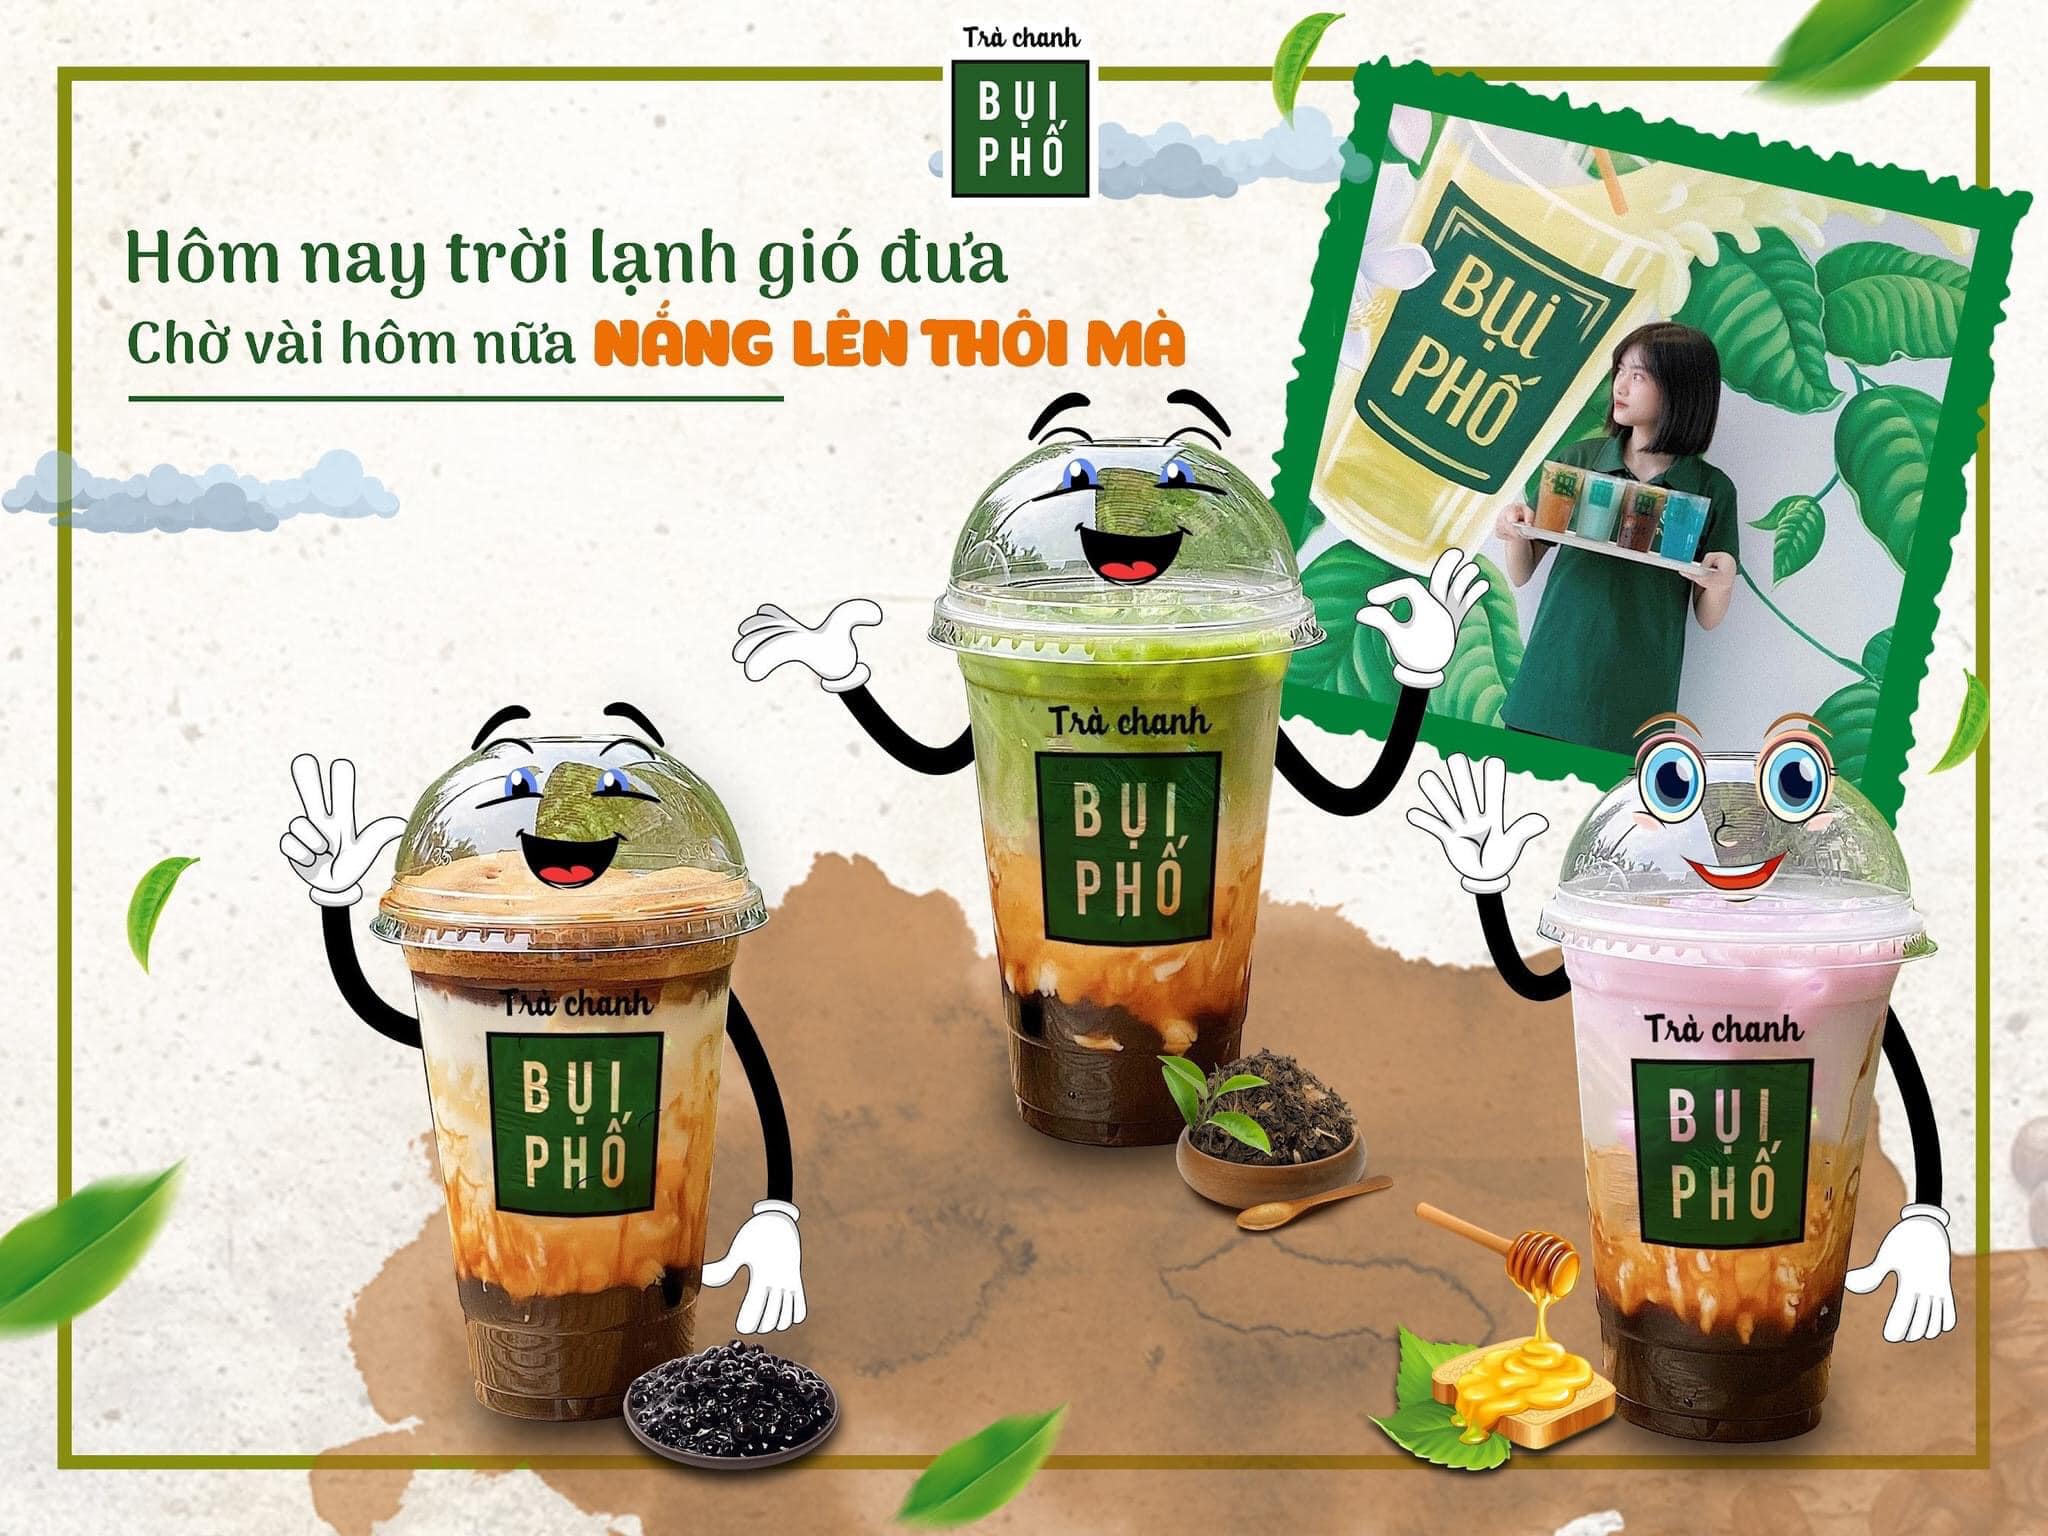 Trà chanh
BỤI
PHỐ
Hôm nay trời lạnh gió đưa
Chờ vài hôm nữa NẮNG LÊN THÔI MÀ
BỤi
PHỐ
Trà chanh
BỤI
PHỐ
Trà chanh
BỤI
PHỐ
Trà chanh
BỤI
PHỐ